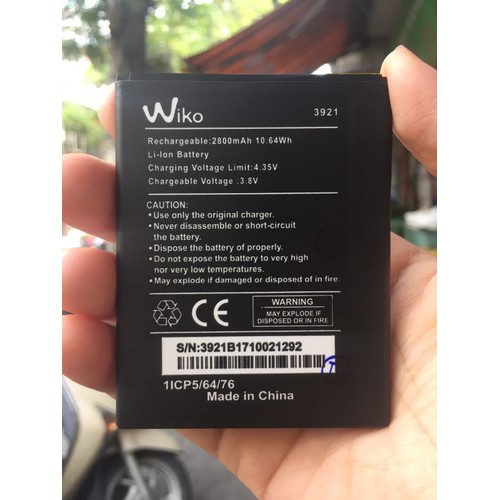 Wiko 3921
Rechargeable:2800mAh 10.64Wh
Li-Ion Battery
Charging Voltage Limit:4.35V
Chargeable Voltage :3.8V
CAUTION:
• Use only the original charger.
• Never disassemble or short-circuit
the battery.
• Dispose the battery of properly.
• Do not expose the battery to very high
nor very low temperatures.
• May explode if damaged or disposed of in fire.
CE
WARNING
MAY EXPLODE IF
DISPOSED OR IN FIRE
S/N:3921B1710021292
1ICP5/64/76
Made in China